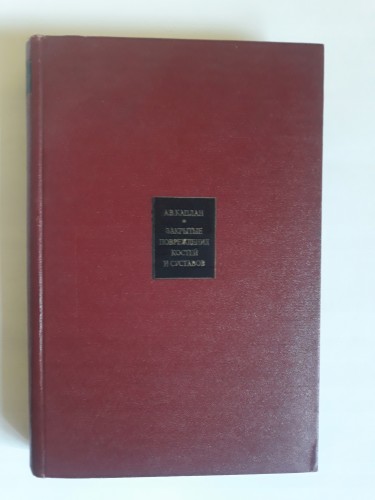 А.В.КАПЛАН
ЗАКРЫТЫЕ
ПОВРЕЖДЕНИЯ
КОСТЕЙ
И СУСТАВОВ